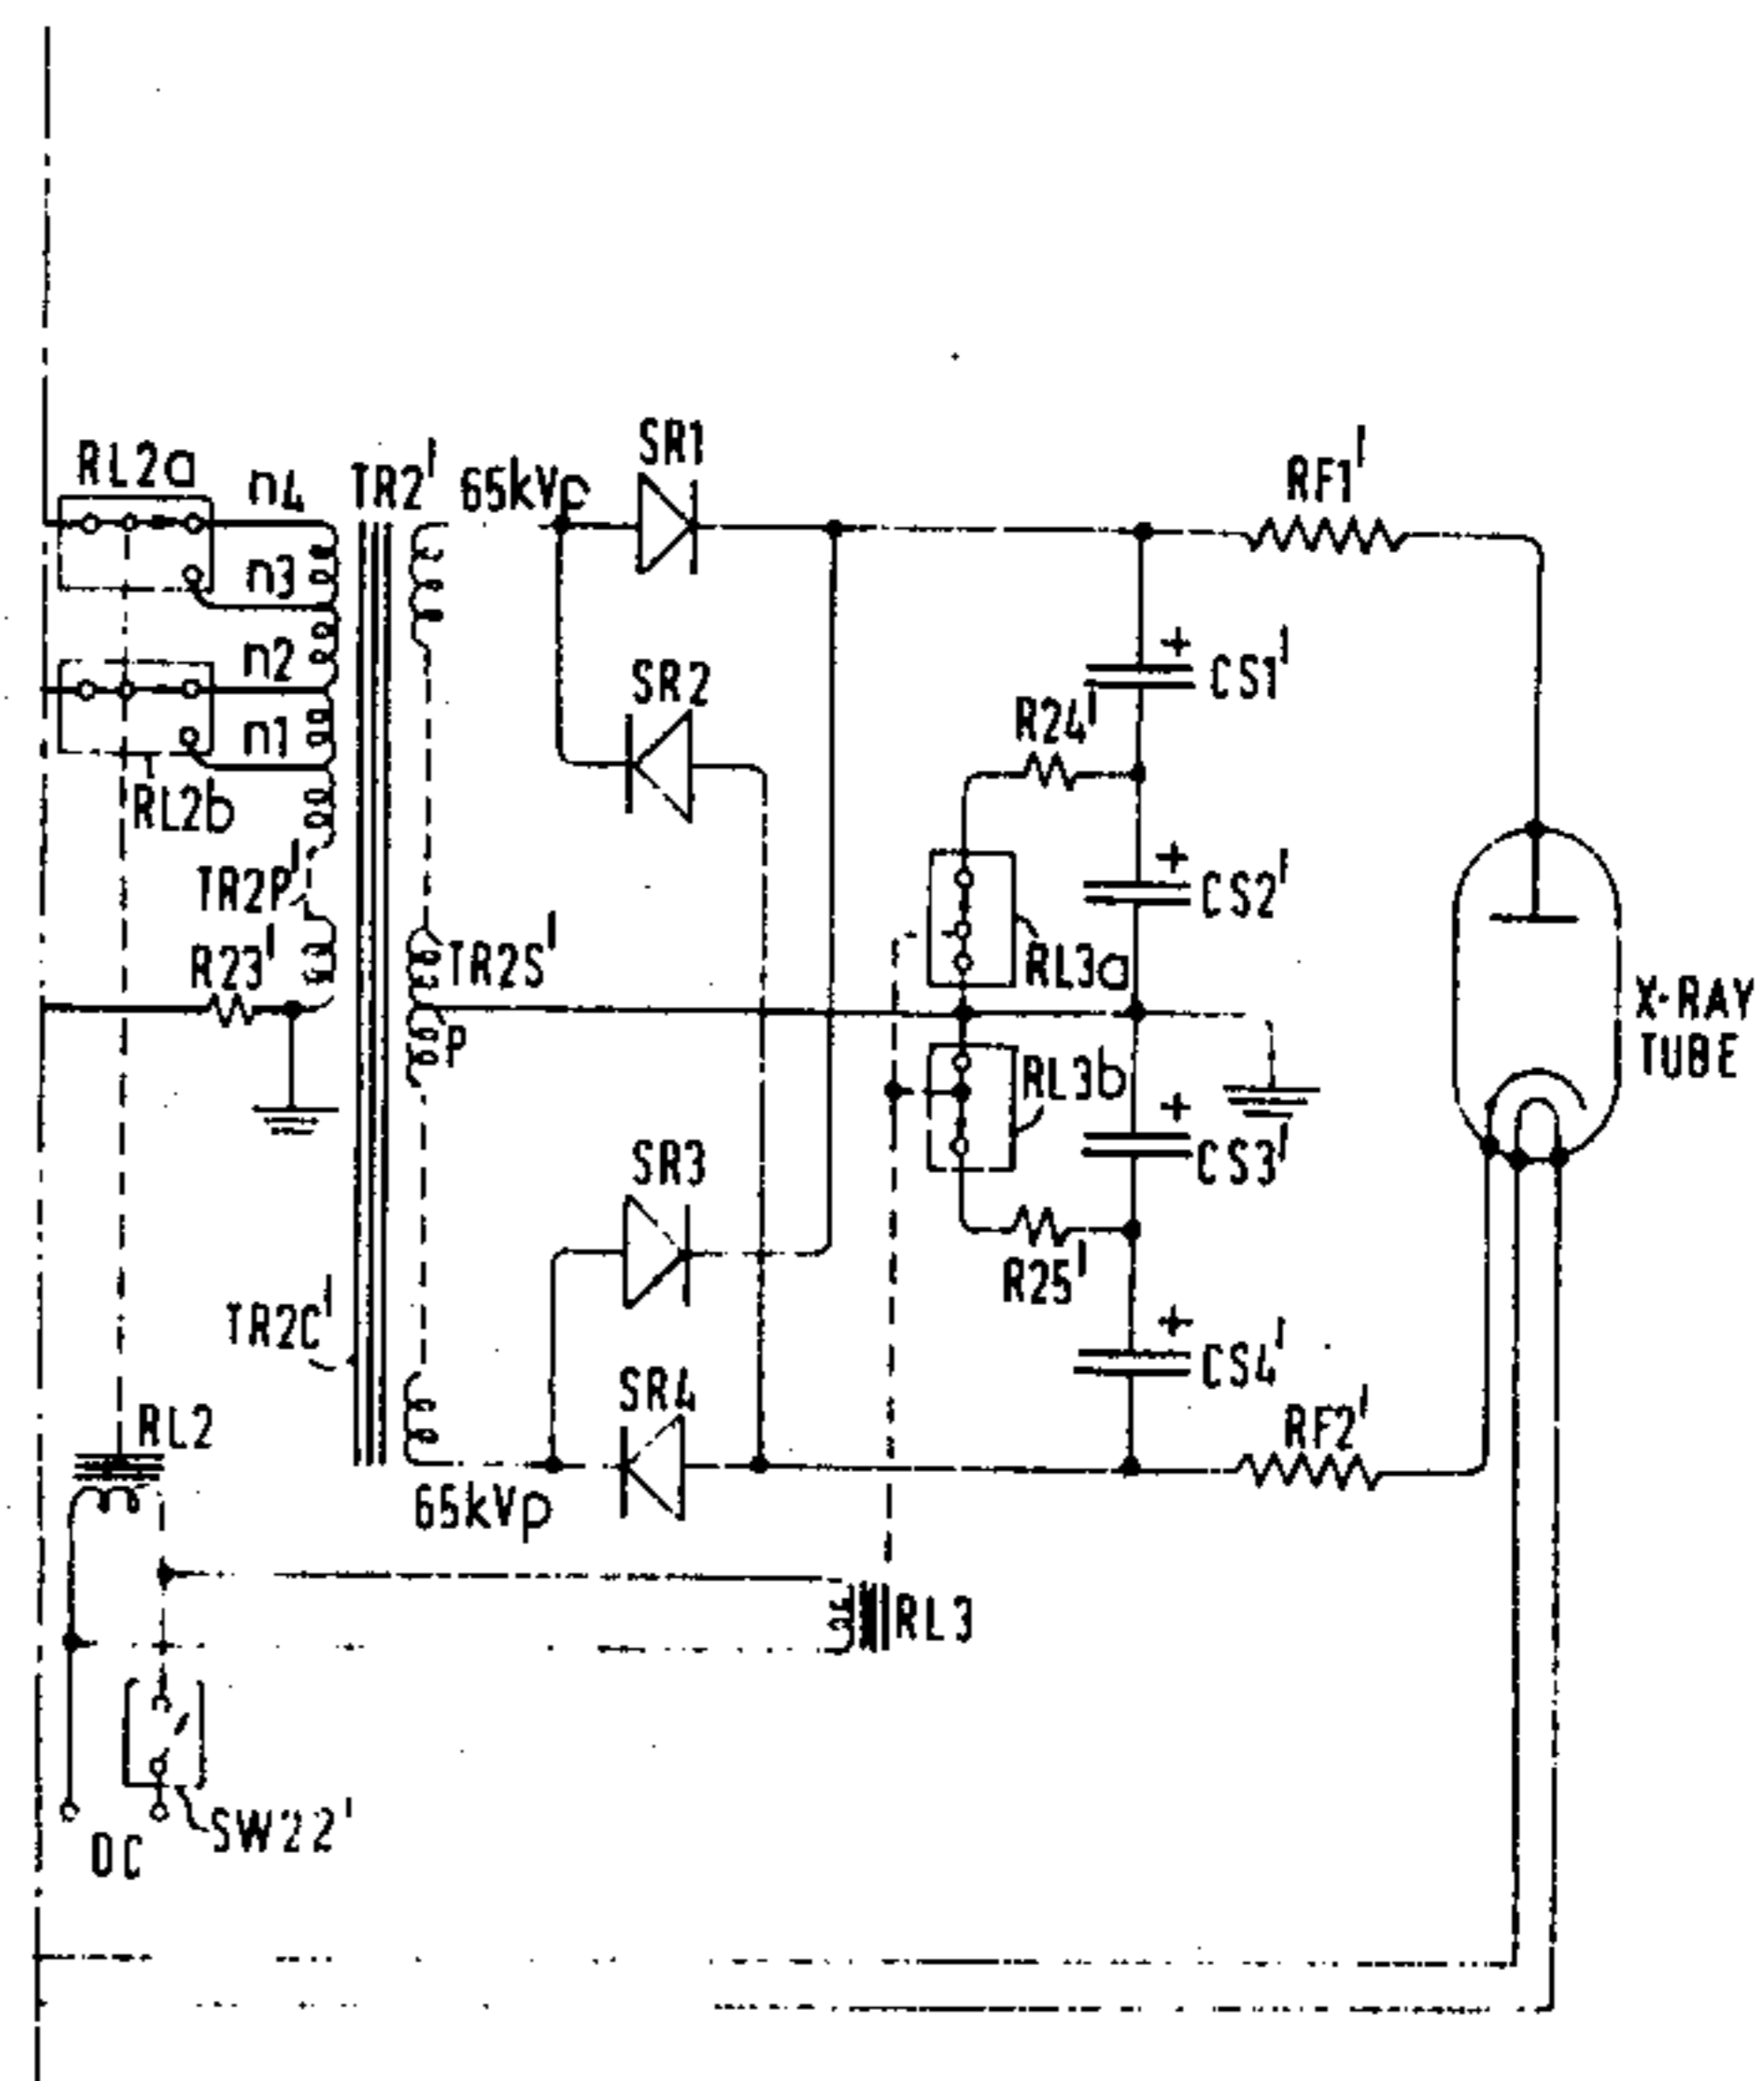 SR1
RL2a
n4
TR2'
65kVp
RF1'
n3
CS1'
n2
SR2
R24'
n1
RL2b
TR2P'
CS2'
R23'
TR2S'
RL3a
X-RAY
TUBE
P
RL3b
CS3'
SR3
R25'
TR2C'
CS4'
SR4
RL2
RF2'
65kVp
RL3
SW22'
DC